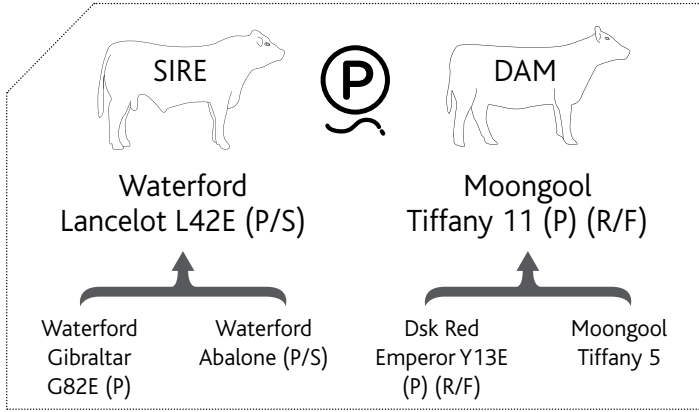 SIRE
P
DAM
Waterford
Lancelot L42E (P/S)
Moongool
Tiffany 11 (P) (R/F)
Waterford
Gibraltar
G82E (P)
Waterford
Abalone (P/S)
Dsk Red
Emperor Y13E
(P) (R/F)
Moongool
Tiffany 5